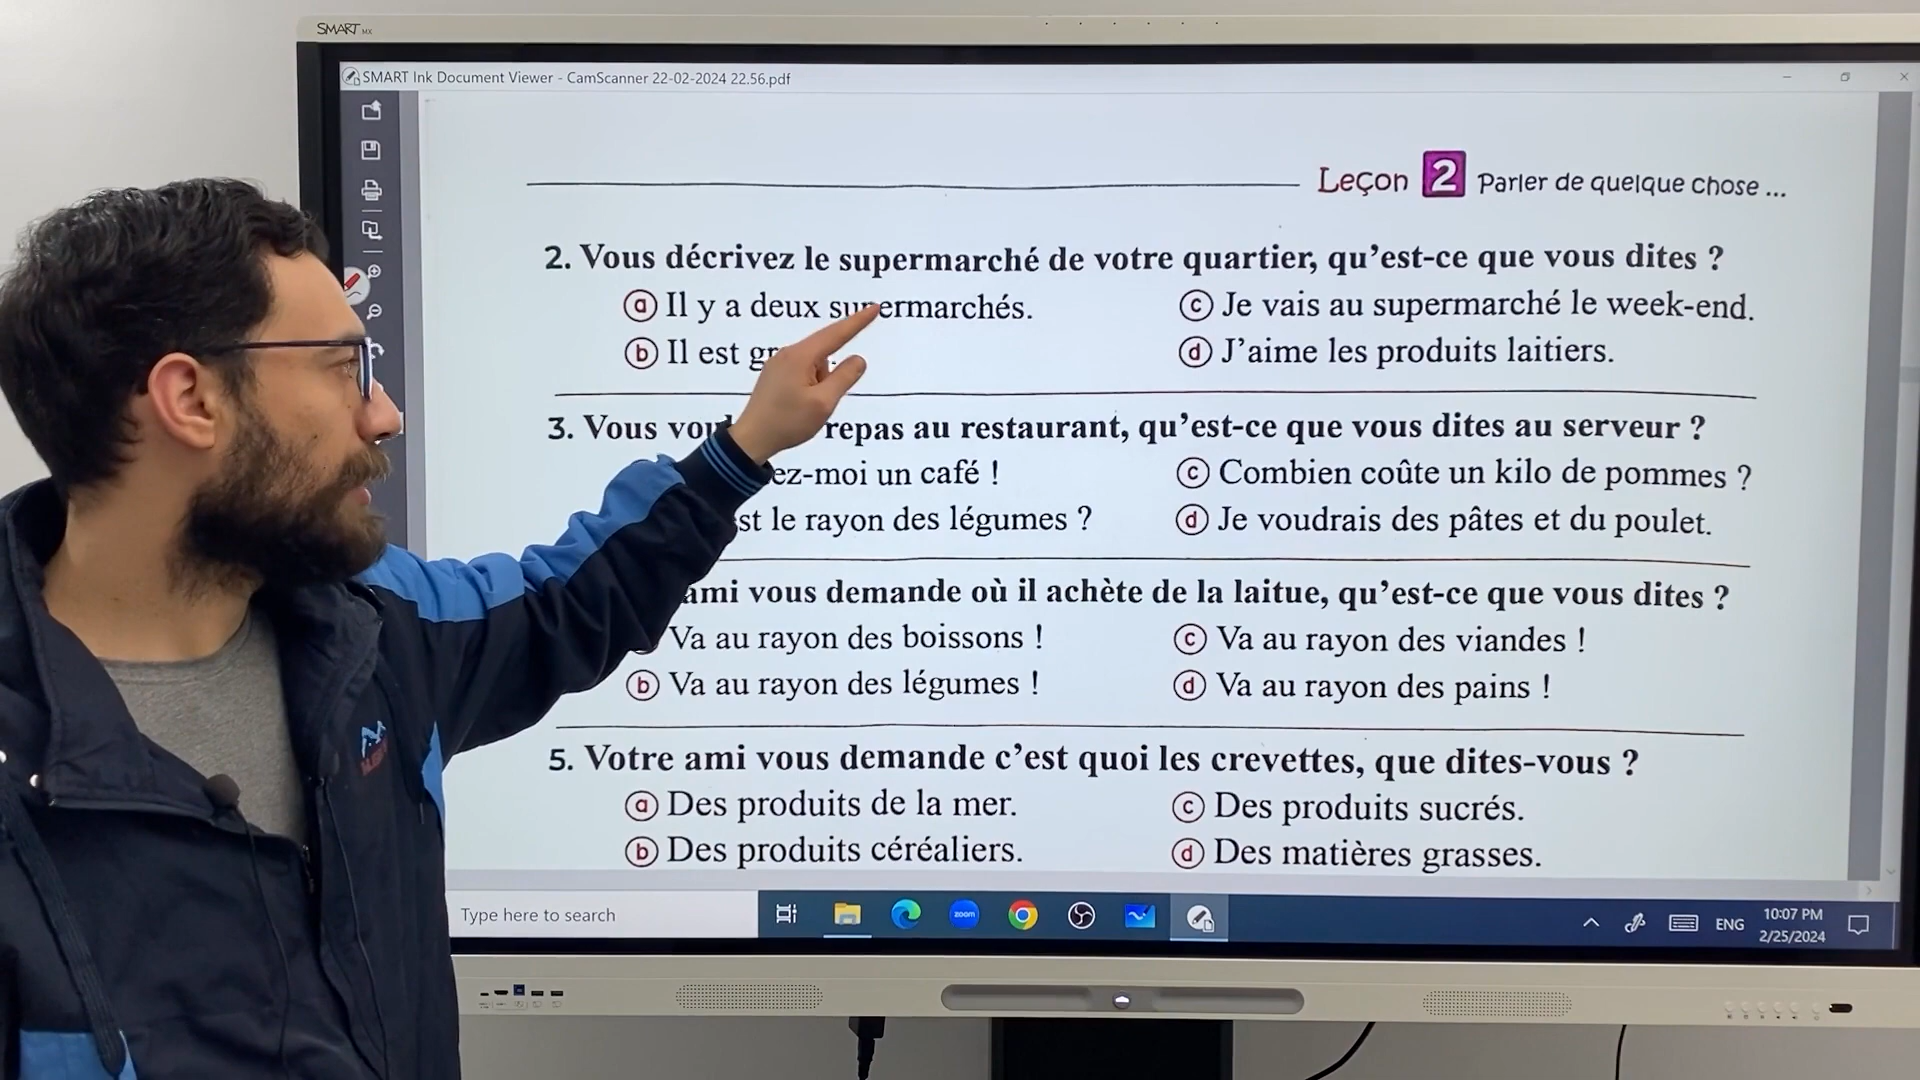 SMART MX
SMART Ink Document Viewer - CamScanner 22-02-2024 22.56.pdf
Leçon 2 Parler de quelque chose ...
2. Vous décrivez le supermarché de votre quartier, qu’est-ce que vous dites ?
a Il y a deux supermarchés.
c Je vais au supermarché le week-end.
b Il est
d J’aime les produits laitiers.
3. Vous repas au restaurant, qu’est-ce que vous dites au serveur ?
ez-moi un café !
c Combien coûte un kilo de pommes ?
st le rayon des légumes ?
d Je voudrais des pâtes et du poulet.
ami vous demande où il achète de la laitue, qu’est-ce que vous dites ?
Va au rayon des boissons !
c Va au rayon des viandes !
b Va au rayon des légumes !
d Va au rayon des pains !
5. Votre ami vous demande c’est quoi les crevettes, que dites-vous ?
a Des produits de la mer.
c Des produits sucrés.
b Des produits céréaliers.
d Des matières grasses.
Type here to search
zoom
ENG
10:07 PM
2/25/2024